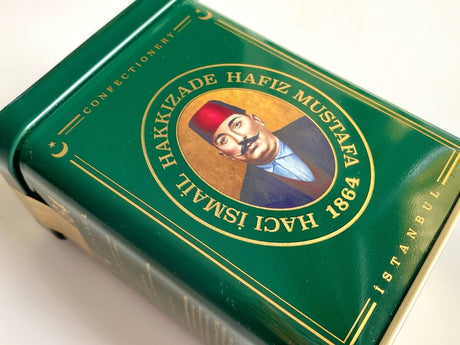 CONFECTIONERY
HACI İSMAİL HAKKIZADE HAFIZ MUSTAFA 1864
İSTANBUL